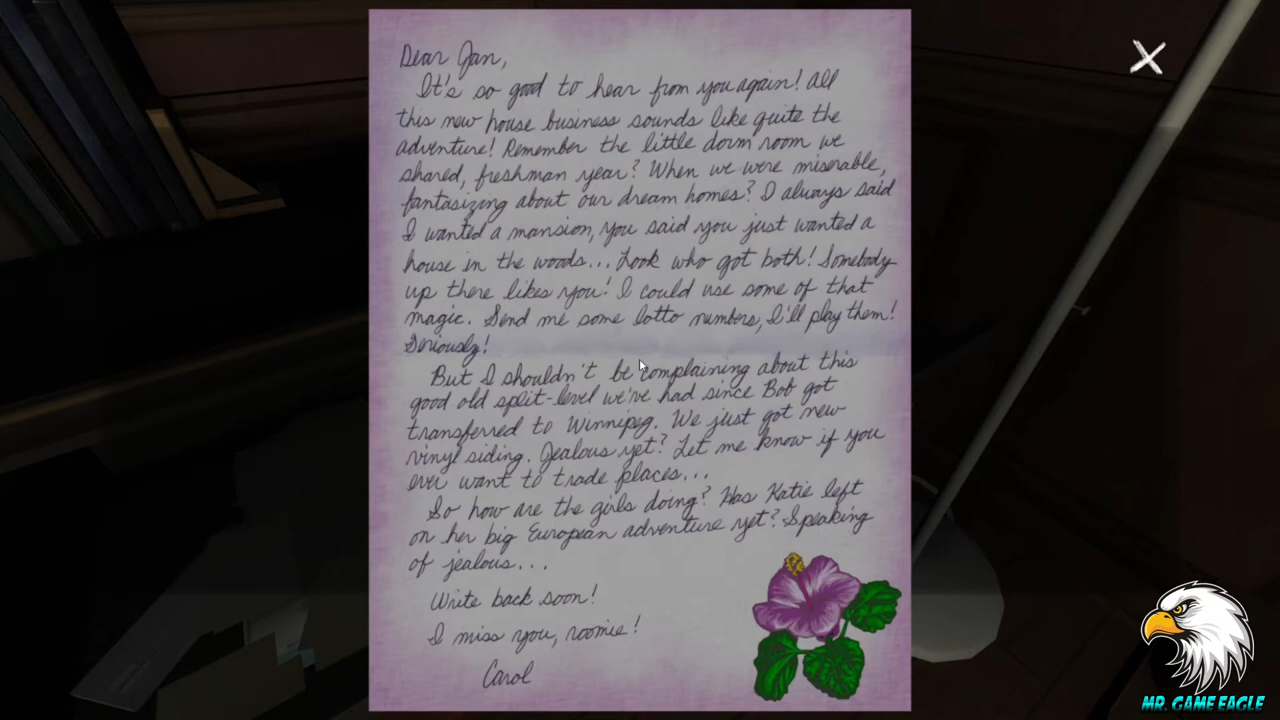 Dear Jan,
It's so good to hear from you again! All
this new house business sounds like quite the
adventure! Remember the little dorm room we
shared, freshman year? When we were miserable,
fantasizing about our dream homes? I always said
I wanted a mansion, you said you just wanted a
house in the woods... Look who got both! Somebody
up there likes you! I could use some of that
magic. Send me some lotto numbers, I'll play them!
Seriously!
But I shouldn't be complaining about this
good old split-level we've had since Bob got
transferred to Winnipeg. We just got new
vinyl siding. Jealous yet? Let me know if you
ever want to trade places...
So how are the girls doing? Has Katie left
on her big European adventure yet? Speaking
of jealous...
Write back soon!
I miss you, roomie!
Carol
MR. GAME EAGLE